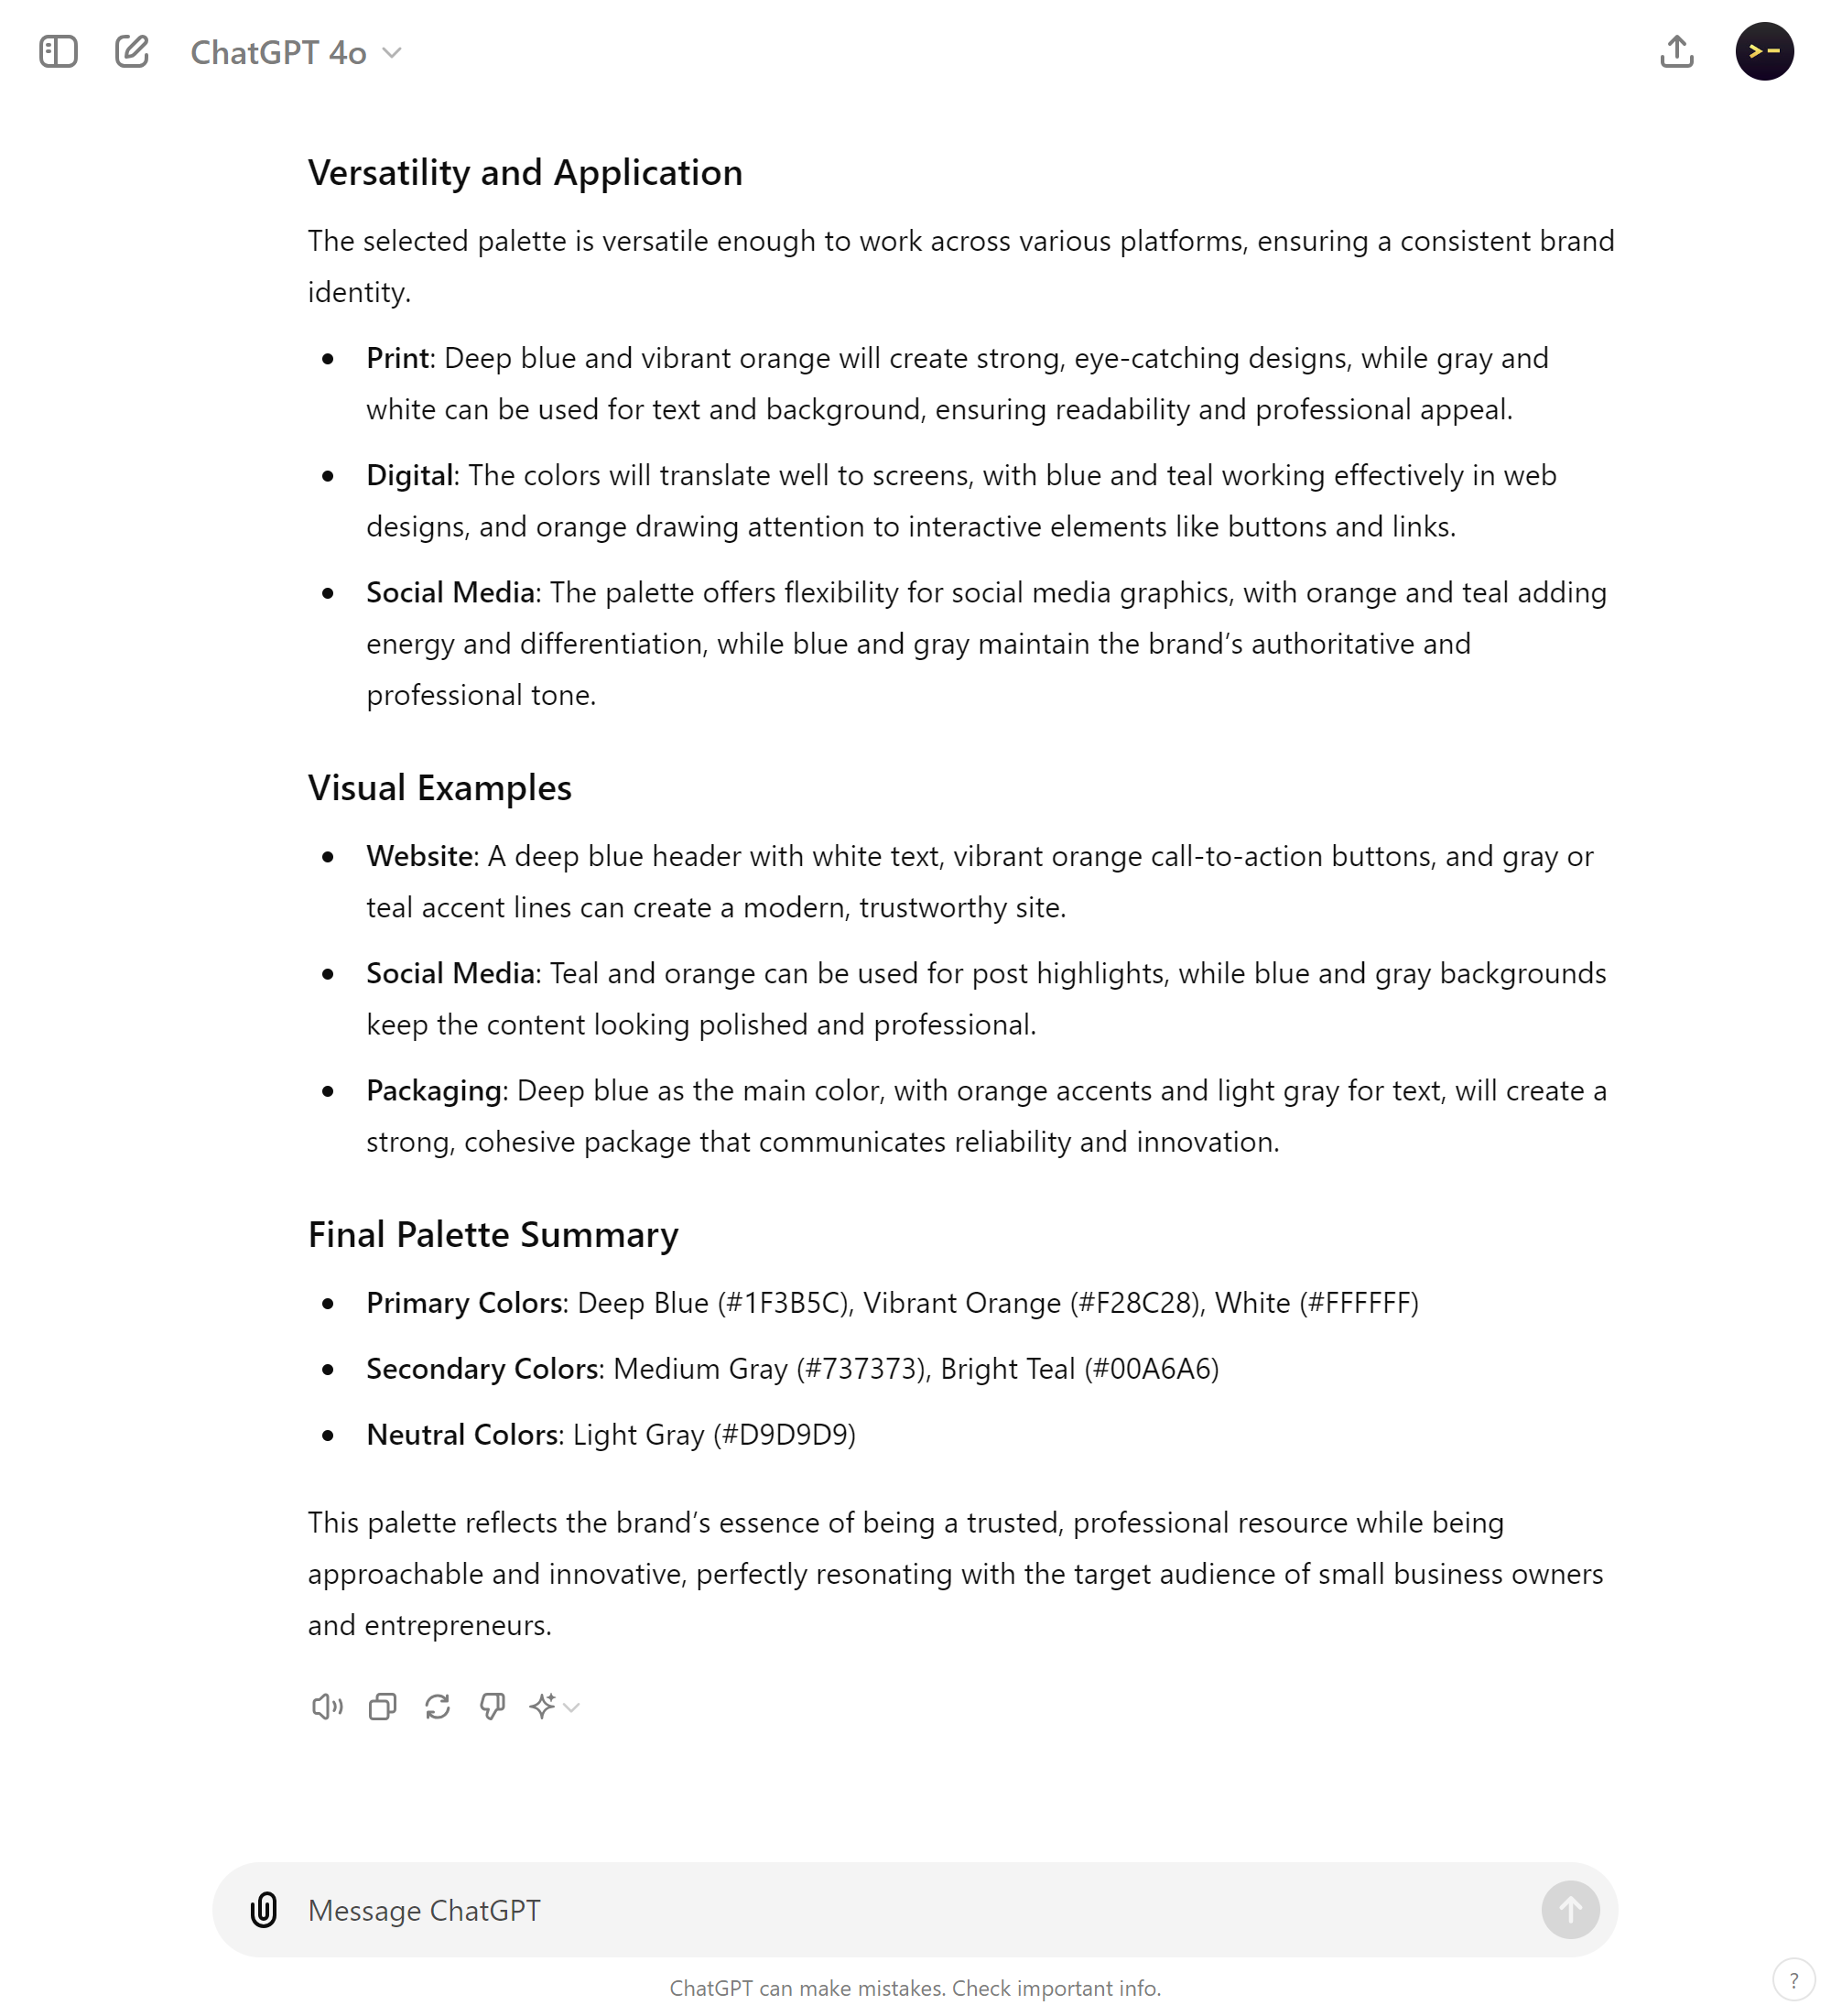 ChatGPT 4o
>-
Versatility and Application
The selected palette is versatile enough to work across various platforms, ensuring a consistent brand
identity.
Print: Deep blue and vibrant orange will create strong, eye-catching designs, while gray and
white can be used for text and background, ensuring readability and professional appeal.
Digital: The colors will translate well to screens, with blue and teal working effectively in web
designs, and orange drawing attention to interactive elements like buttons and links.
Social Media: The palette offers flexibility for social media graphics, with orange and teal adding
energy and differentiation, while blue and gray maintain the brand’s authoritative and
professional tone.
Visual Examples
Website: A deep blue header with white text, vibrant orange call-to-action buttons, and gray or
teal accent lines can create a modern, trustworthy site.
Social Media: Teal and orange can be used for post highlights, while blue and gray backgrounds
keep the content looking polished and professional.
Packaging: Deep blue as the main color, with orange accents and light gray for text, will create a
strong, cohesive package that communicates reliability and innovation.
Final Palette Summary
Primary Colors: Deep Blue (#1F3B5C), Vibrant Orange (#F28C28), White (#FFFFFF)
Secondary Colors: Medium Gray (#737373), Bright Teal (#00A6A6)
Neutral Colors: Light Gray (#D9D9D9)
This palette reflects the brand’s essence of being a trusted, professional resource while being
approachable and innovative, perfectly resonating with the target audience of small business owners
and entrepreneurs.
Message ChatGPT
ChatGPT can make mistakes. Check important info.
?